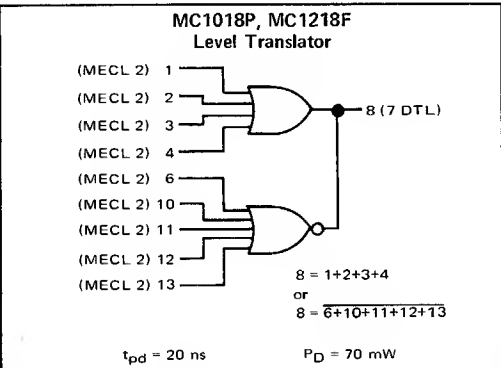 MC1018P, MC1218F
Level Translator
(MECL 2) 1
(MECL 2) 2
(MECL 2) 3
(MECL 2) 4
8 (7 DTL)
(MECL 2) 6
(MECL 2) 10
(MECL 2) 11
(MECL 2) 12
(MECL 2) 13
8 = 1+2+3+4
or
8 = 6+10+11+12+13
tpd = 20 ns PD = 70 mW